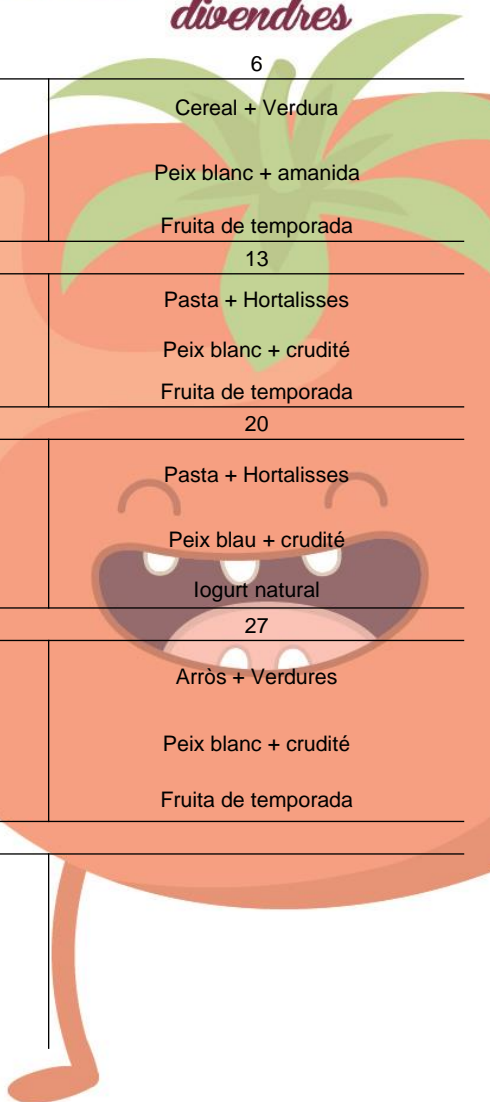 divendres
6
Cereal + Verdura
Peix blanc + amanida
Fruita de temporada
13
Pasta + Hortalisses
Peix blanc + crudité
Fruita de temporada
20
Pasta + Hortalisses
Peix blau + crudité
Iogurt natural
27
Arròs + Verdures
Peix blanc + crudité
Fruita de temporada